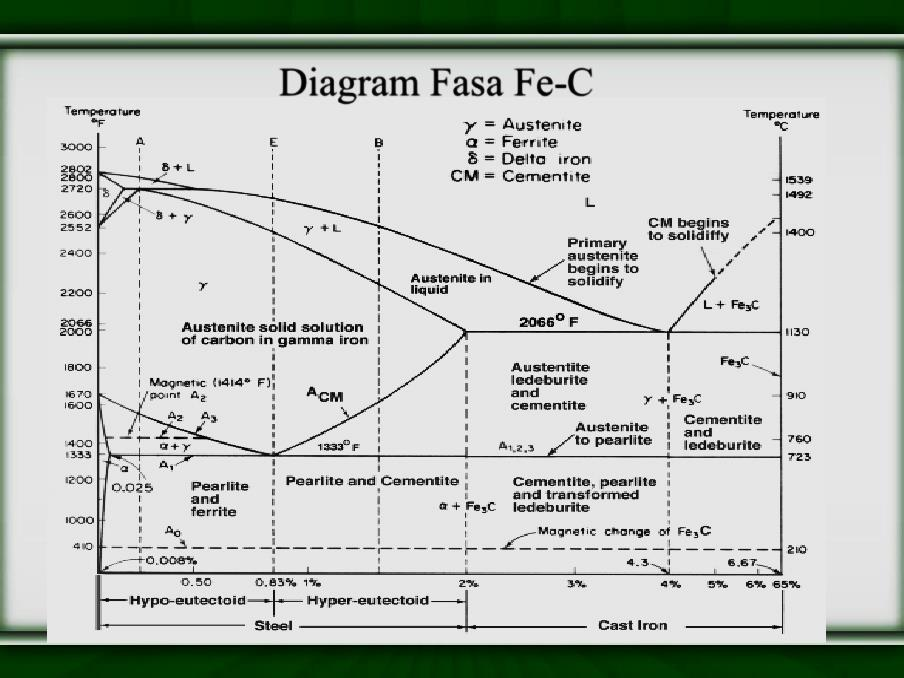 Diagram Fasa Fe-C
Temperature
°F
Temperature
°C
γ = Austenite
α = Ferrite
δ = Delta iron
CM = Cementite
A
E
B
3000
2802
2800
2720
2600
2552
2400
2200
2066
2000
1800
1670
1600
1400
1333
1200
1000
410
1539
1492
1400
1130
910
760
723
210
δ + L
δ
δ + γ
γ + L
L
CM begins
to solidiffy
Primary
austenite
begins to
solidify
Austenite in
liquid
γ
L + Fe₃C
2066° F
Austenite solid solution
of carbon in gamma iron
Fe₃C
Austentite
ledeburite
and
cementite
Magnetic (1414° F)
point A₂
A_CM
γ + Fe₃C
A₂
A₃
Cementite
and
ledeburite
Austenite
to pearlite
α+γ
1333° F
A₁,₂,₃
A₁
α
0.025
Pearlite
and
ferrite
Pearlite and Cementite
Cementite, pearlite
and transformed
ledeburite
α + Fe₃C
A₀
Magnetic change of Fe₃C
0.008%
4.3
6.67
0.50
0.83%
1%
2%
3%
4%
5%
6%
65%
Hypo-eutectoid
Hyper-eutectoid
Steel
Cast Iron